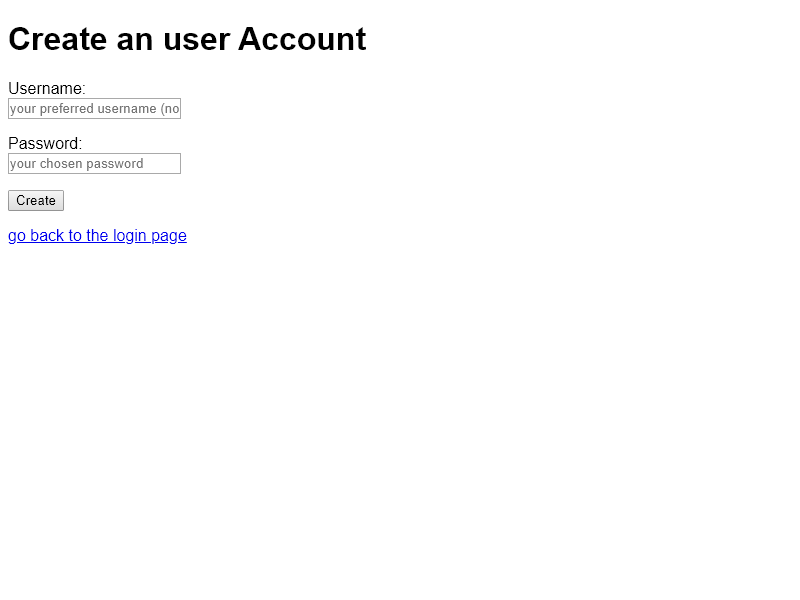 Create an user Account
Username:
your preferred username (no
Password:
your chosen password
Create
go back to the login page